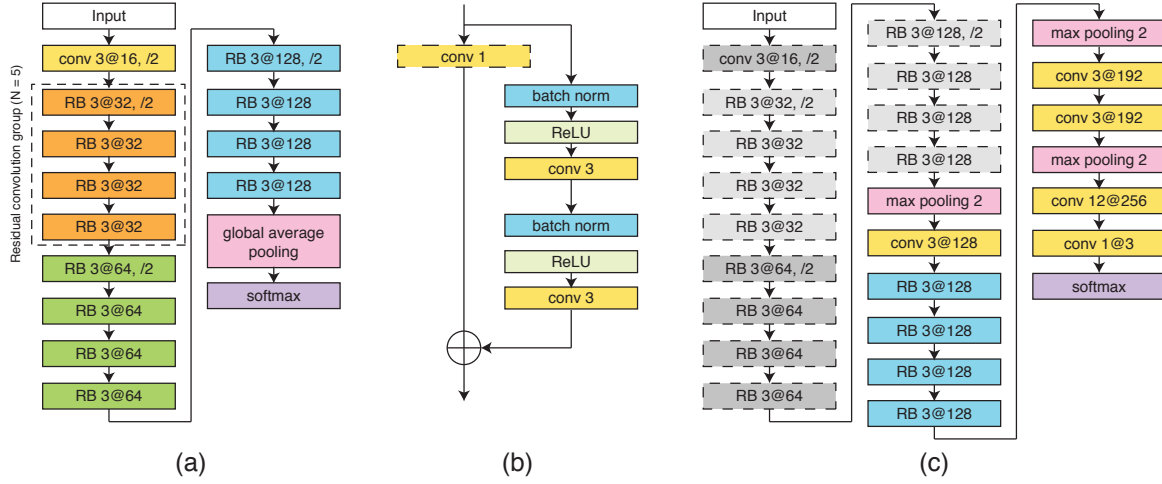 Input
conv 3@16, /2
Residual convolution group (N = 5)
RB 3@32, /2
RB 3@32
RB 3@32
RB 3@32
RB 3@64, /2
RB 3@64
RB 3@64
RB 3@64
RB 3@128, /2
RB 3@128
RB 3@128
RB 3@128
global average
pooling
softmax
(a)
conv 1
batch norm
ReLU
conv 3
batch norm
ReLU
conv 3
(b)
Input
conv 3@16, /2
RB 3@32, /2
RB 3@32
RB 3@32
RB 3@32
RB 3@64, /2
RB 3@64
RB 3@64
RB 3@64
RB 3@128, /2
RB 3@128
RB 3@128
RB 3@128
max pooling 2
conv 3@128
RB 3@128
RB 3@128
RB 3@128
RB 3@128
max pooling 2
conv 3@192
conv 3@192
max pooling 2
conv 12@256
conv 1@3
softmax
(c)